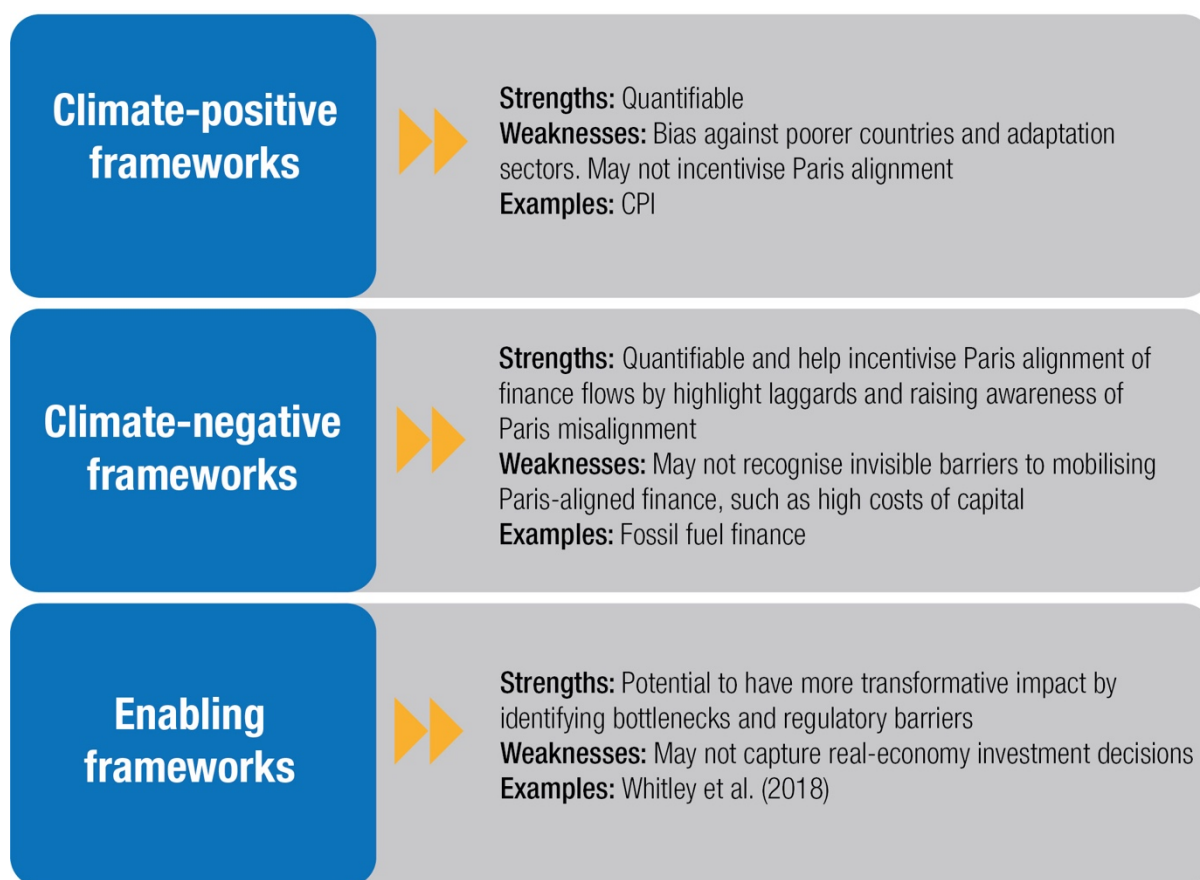 Climate-positive
frameworks
Strengths: Quantifiable
Weaknesses: Bias against poorer countries and adaptation
sectors. May not incentivise Paris alignment
Examples: CPI
Climate-negative
frameworks
Strengths: Quantifiable and help incentivise Paris alignment of
finance flows by highlight laggards and raising awareness of
Paris misalignment
Weaknesses: May not recognise invisible barriers to mobilising
Paris-aligned finance, such as high costs of capital
Examples: Fossil fuel finance
Enabling
frameworks
Strengths: Potential to have more transformative impact by
identifying bottlenecks and regulatory barriers
Weaknesses: May not capture real-economy investment decisions
Examples: Whitley et al. (2018)